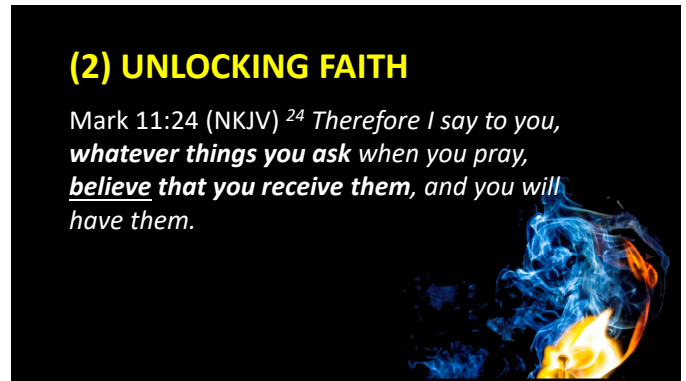 (2) UNLOCKING FAITH
Mark 11:24 (NKJV) 24 Therefore I say to you,
whatever things you ask when you pray,
believe that you receive them, and you will
have them.